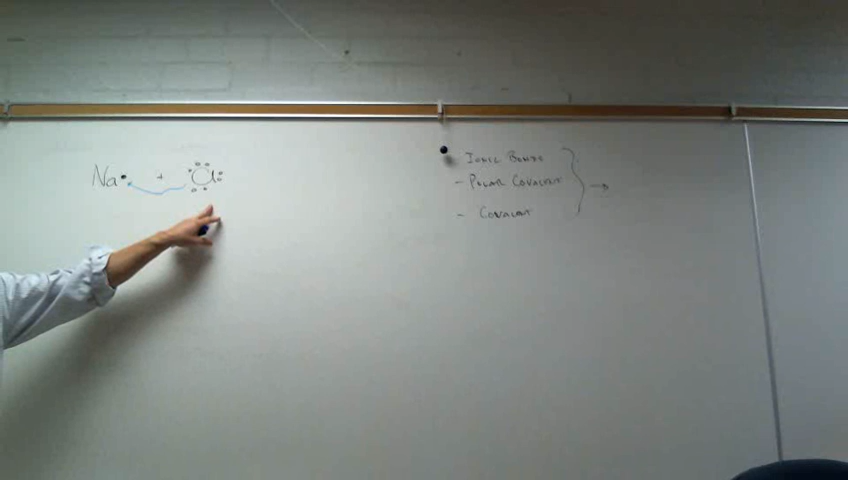 Na + Cl
Ionic Bonds
- Polar Covalent
- Covalent